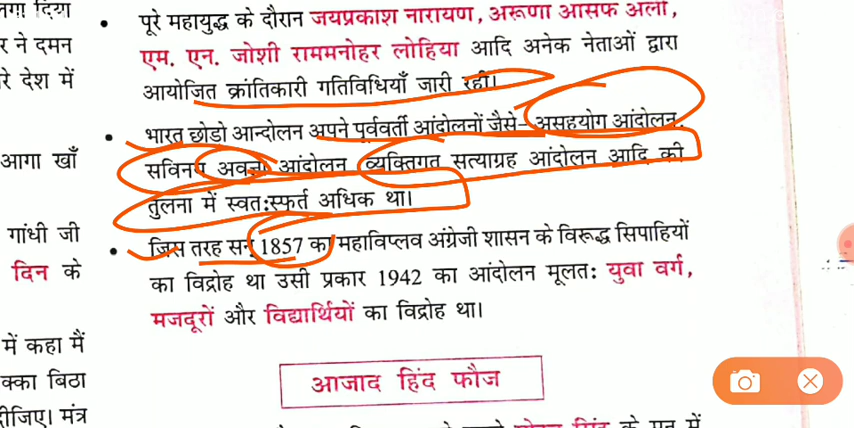 लगा दिया
र ने दमन
रे देश में
आगा खाँ
गांधी जी
दिन के
में कहा मैं
क्का बिठा
ीजिए। मंत्र
• पूरे महायुद्ध के दौरान जयप्रकाश नारायण, अरूणा आसफ अली,
एम. एन. जोशी राममनोहर लोहिया आदि अनेक नेताओं द्वारा
आयोजित क्रांतिकारी गतिविधियाँ जारी रहीं।
• भारत छोडो आन्दोलन अपने पूर्ववर्ती आंदोलनों जैसे- असहयोग आंदोलन,
सविनय अवज्ञा आंदोलन व्यक्तिगत सत्याग्रह आंदोलन आदि की
तुलना में स्वत:स्फूर्त अधिक था।
• जिस तरह सन् 1857 का महाविप्लव अंग्रेजी शासन के विरूद्ध सिपाहियों
का विद्रोह था उसी प्रकार 1942 का आंदोलन मूलत: युवा वर्ग,
मजदूरों और विद्यार्थियों का विद्रोह था।
आजाद हिंद फौज
के मन में